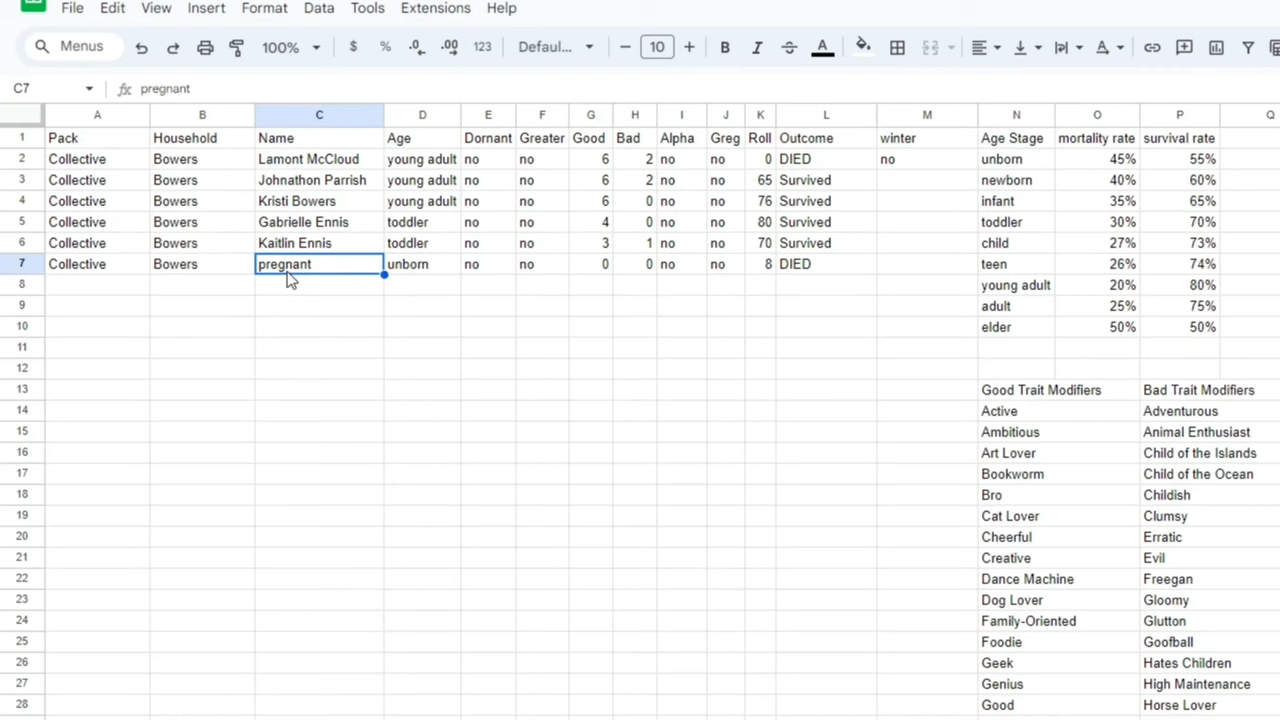 File Edit View Insert Format Data Tools Extensions Help
Menus 100% $ % .0 .00 123 Defaul... 10 B I A
C7 pregnant
A B C D E F G H I J K L M N O P Q
1 Pack Household Name Age Dornant Greater Good Bad Alpha Greg Roll Outcome winter Age Stage mortality rate survival rate
2 Collective Bowers Lamont McCloud young adult no no 6 2 no no 0 DIED no unborn 45% 55%
3 Collective Bowers Johnathon Parrish young adult no no 6 2 no no 65 Survived newborn 40% 60%
4 Collective Bowers Kristi Bowers young adult no no 6 0 no no 76 Survived infant 35% 65%
5 Collective Bowers Gabrielle Ennis toddler no no 4 0 no no 80 Survived toddler 30% 70%
6 Collective Bowers Kaitlin Ennis toddler no no 3 1 no no 70 Survived child 27% 73%
7 Collective Bowers pregnant unborn no no 0 0 no no 8 DIED teen 26% 74%
8 young adult 20% 80%
9 adult 25% 75%
10 elder 50% 50%
11
12
13 Good Trait Modifiers Bad Trait Modifiers
14 Active Adventurous
15 Ambitious Animal Enthusiast
16 Art Lover Child of the Islands
17 Bookworm Child of the Ocean
18 Bro Childish
19 Cat Lover Clumsy
20 Cheerful Erratic
21 Creative Evil
22 Dance Machine Freegan
23 Dog Lover Gloomy
24 Family-Oriented Glutton
25 Foodie Goofball
26 Geek Hates Children
27 Genius High Maintenance
28 Good Horse Lover